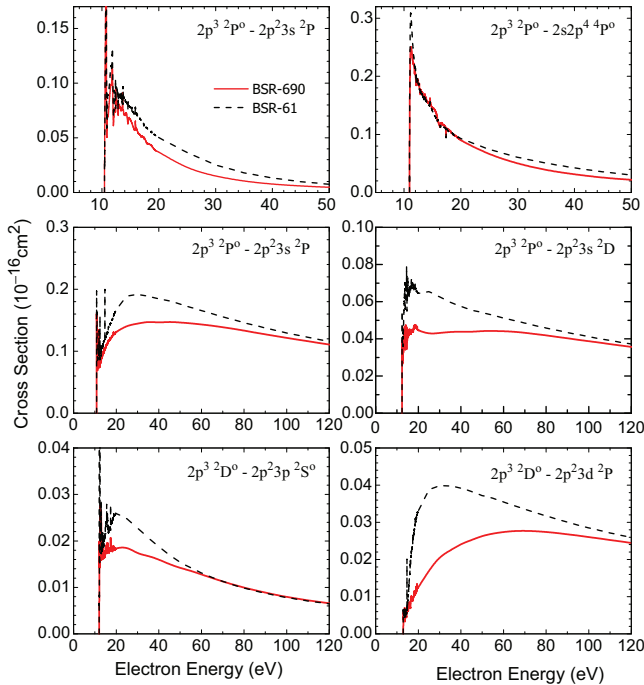 2p³ ²Pᵒ - 2p²3s ²P
BSR-690
BSR-61
0.15
0.10
0.05
0.00
10 20 30 40 50
2p³ ²Pᵒ - 2s2p⁴ ⁴Pᵒ
0.3
0.2
0.1
0.0
10 20 30 40 50
Cross Section (10⁻¹⁶cm²)
2p³ ²Pᵒ - 2p²3s ²P
0.3
0.2
0.1
0.0
0 20 40 60 80 100 120
2p³ ²Pᵒ - 2p²3s ²D
0.10
0.08
0.06
0.04
0.02
0.00
0 20 40 60 80 100 120
2p³ ²Dᵒ - 2p²3p ²Sᵒ
0.04
0.03
0.02
0.01
0.00
0 20 40 60 80 100 120
Electron Energy (eV)
2p³ ²Dᵒ - 2p²3d ²P
0.05
0.04
0.03
0.02
0.01
0.00
0 20 40 60 80 100 120
Electron Energy (eV)